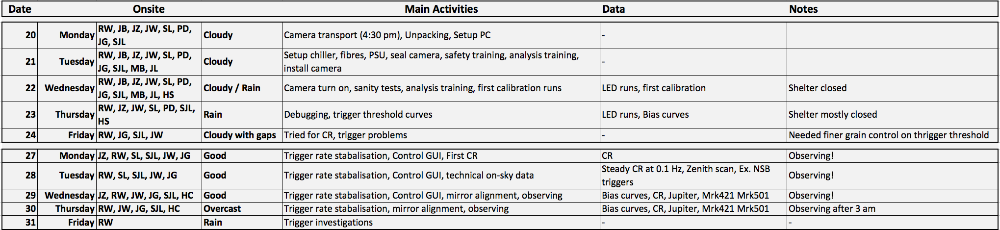 Date Onsite Main Activities Data Notes
20 Monday RW, JB, JZ, JW, SL, PD, JG, SJL Cloudy Camera transport (4:30 pm), Unpacking, Setup PC -
21 Tuesday RW, JB, JZ, JW, SL, PD, JG, SJL, MB, JL Cloudy Setup chiller, fibres, PSU, seal camera, safety training, analysis training, install camera -
22 Wednesday RW, JB, JZ, JW, SL, PD, JG, SJL, MB, JL, HS Cloudy / Rain Camera turn on, sanity tests, analysis training, first calibration runs LED runs, first calibration Shelter closed
23 Thursday RW, JZ, JW, SL, PD, SJL, HS Rain Debugging, trigger threshold curves LED runs, Bias curves Shelter mostly closed
24 Friday RW, JG, SJL, JW Cloudy with gaps Tried for CR, trigger problems - Needed finer grain control on thrigger threshold
27 Monday JZ, RW, SL, SJL, JW, JG Good Trigger rate stabalisation, Control GUI, First CR CR Observing!
28 Tuesday RW, SL, SJL, JW, JG Good Trigger rate stabalisation, Control GUI, technical on-sky data Steady CR at 0.1 Hz, Zenith scan, Ex. NSB triggers Observing!
29 Wednesday JZ, RW, JW, JG, SJL, HC Good Trigger rate stabalisation, Control GUI, mirror alignment, observing Bias curves, CR, Jupiter, Mrk421 Mrk501 Observing!
30 Thursday RW, JW, JG, SJL, HC Overcast Trigger rate stabalisation, mirror alignment, observing Bias curves, CR, Jupiter, Mrk421 Mrk501 Observing after 3 am
31 Friday RW Rain Trigger investigations - -